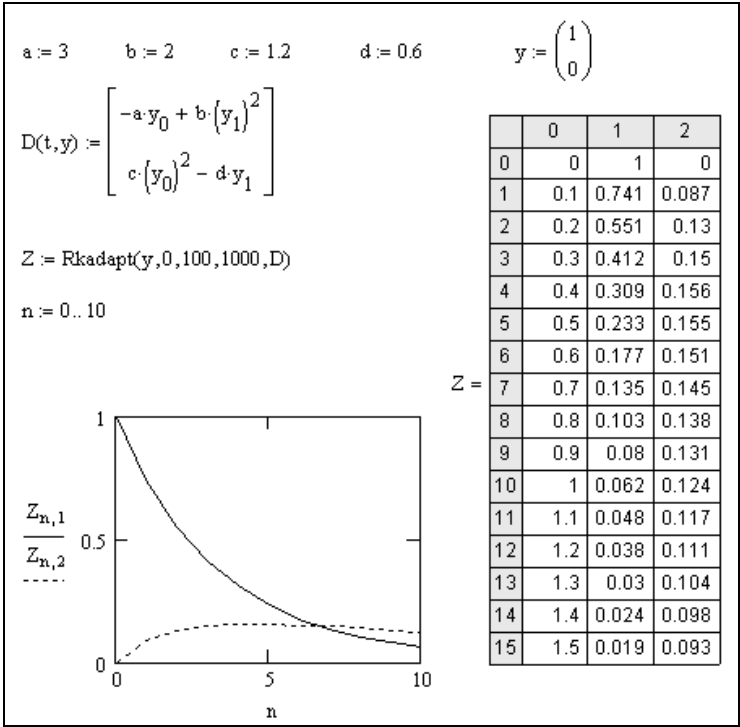 a := 3 b := 2 c := 1.2 d := 0.6 y := (1 0)
D(t,y) := [ -a·y₀ + b·(y₁)² c·(y₀)² − d·y₁ ]
Z := Rkadapt(y,0,100,1000,D)
n := 0..10
Z =
0 1 2
0 0 1 0
1 0.1 0.741 0.087
2 0.2 0.551 0.13
3 0.3 0.412 0.15
4 0.4 0.309 0.156
5 0.5 0.233 0.155
6 0.6 0.177 0.151
7 0.7 0.135 0.145
8 0.8 0.103 0.138
9 0.9 0.08 0.131
10 1 0.062 0.124
11 1.1 0.048 0.117
12 1.2 0.038 0.111
13 1.3 0.03 0.104
14 1.4 0.024 0.098
15 1.5 0.019 0.093
Zn,1
Zn,2
1
0.5
0
0 5 10
n